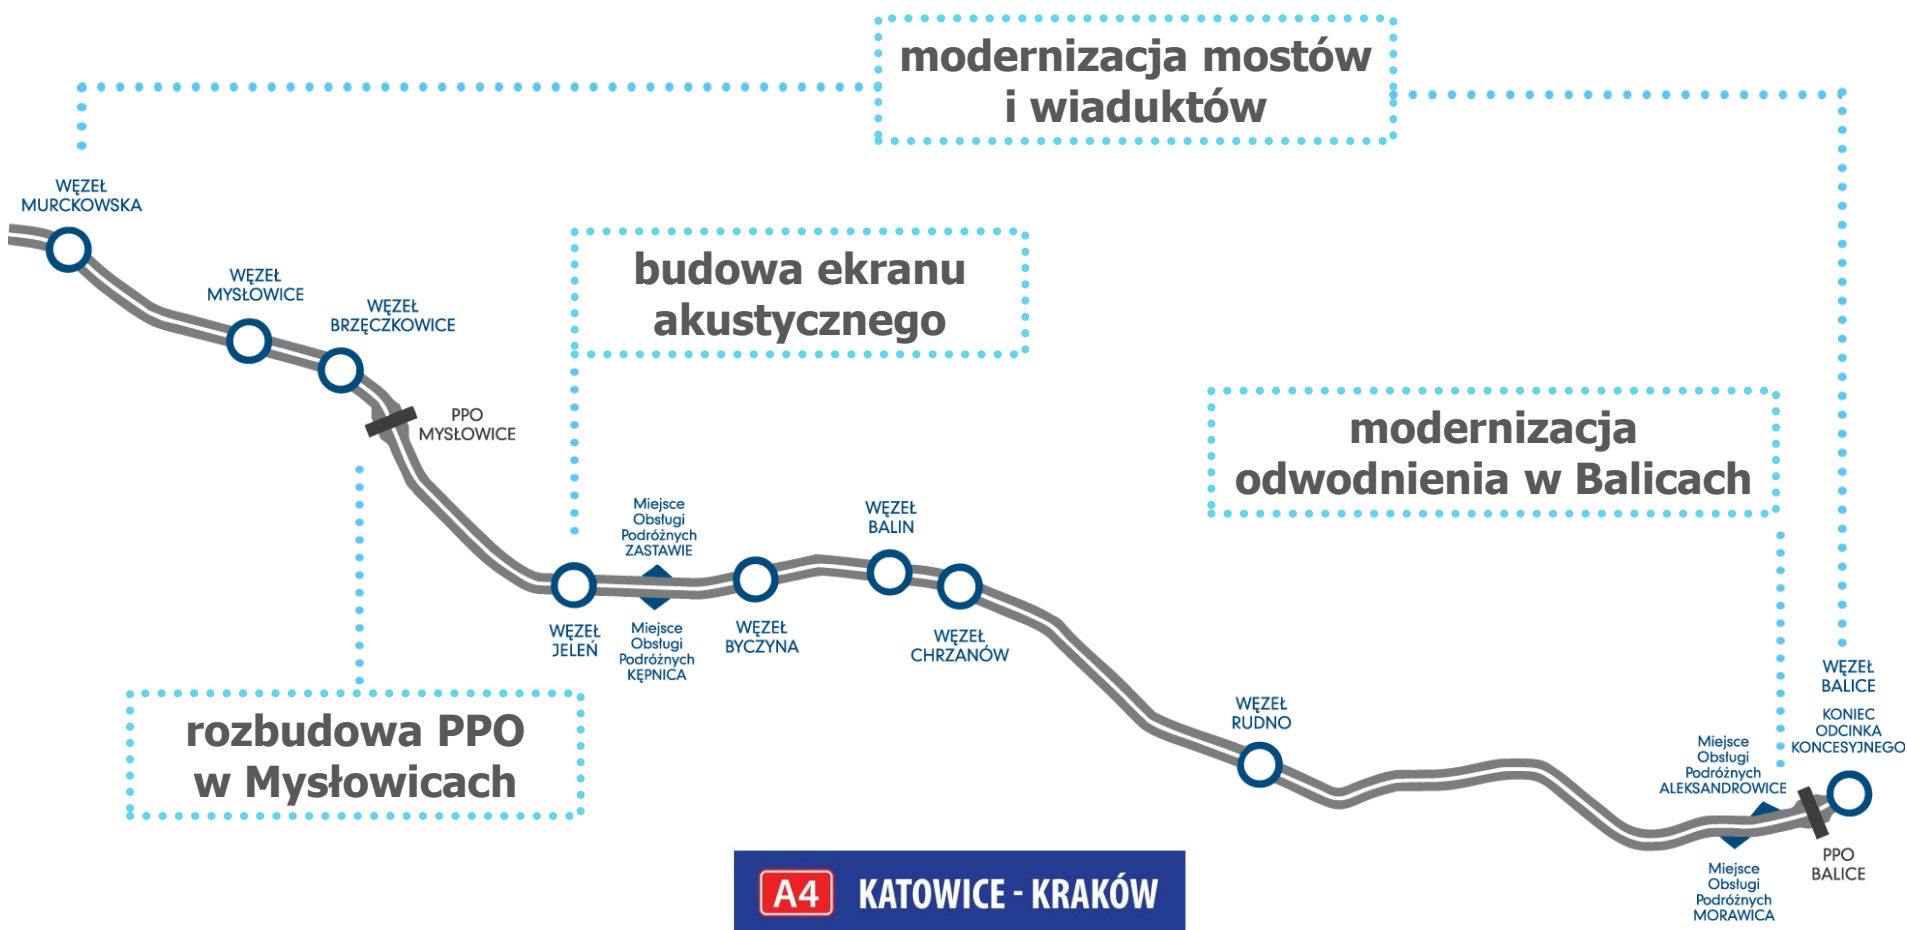 modernizacja mostów
i wiaduktów
WĘZEŁ
MURCKOWSKA
WĘZEŁ
MYSŁOWICE
WĘZEŁ
BRZĘCZKOWICE
budowa ekranu
akustycznego
PPO
MYSŁOWICE
modernizacja
odwodnienia w Balicach
Miejsce
Obsługi
Podróżnych
ZASTAWIE
WĘZEŁ
BALIN
WĘZEŁ
JELEŃ
Miejsce
Obsługi
Podróżnych
KĘPNICA
WĘZEŁ
BYCZYNA
WĘZEŁ
CHRZANÓW
rozbudowa PPO
w Mysłowicach
WĘZEŁ
RUDNO
WĘZEŁ
BALICE
KONIEC
ODCINKA
KONCESYJNEGO
Miejsce
Obsługi
Podróżnych
ALEKSANDROWICE
PPO
BALICE
Miejsce
Obsługi
Podróżnych
MORAWICA
A4 KATOWICE - KRAKÓW